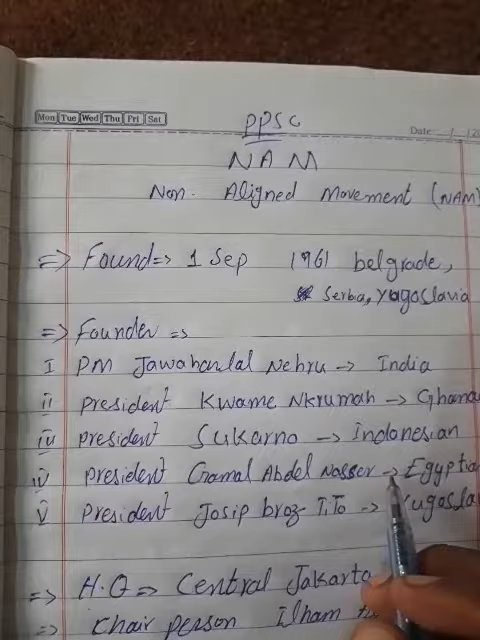 Mon Tue Wed Thu Fri Sat
PPSC
Date:
NAM
Non. Aligned Movement (NAM)
=> Found => 1 Sep 1961 belgrade,
Serbia, Yugoslavia
=> Founder =>
I PM Jawaharlal Nehru -> India
ii President Kwame Nkrumah -> Ghana
iii President Sukarno -> Indonesian
iv President Gamal Abdel Nasser -> Egyptia
V President Josip broz TiTo -> Yugosla
=> H.Q => Central Jakarta
=> Chair person Ilham